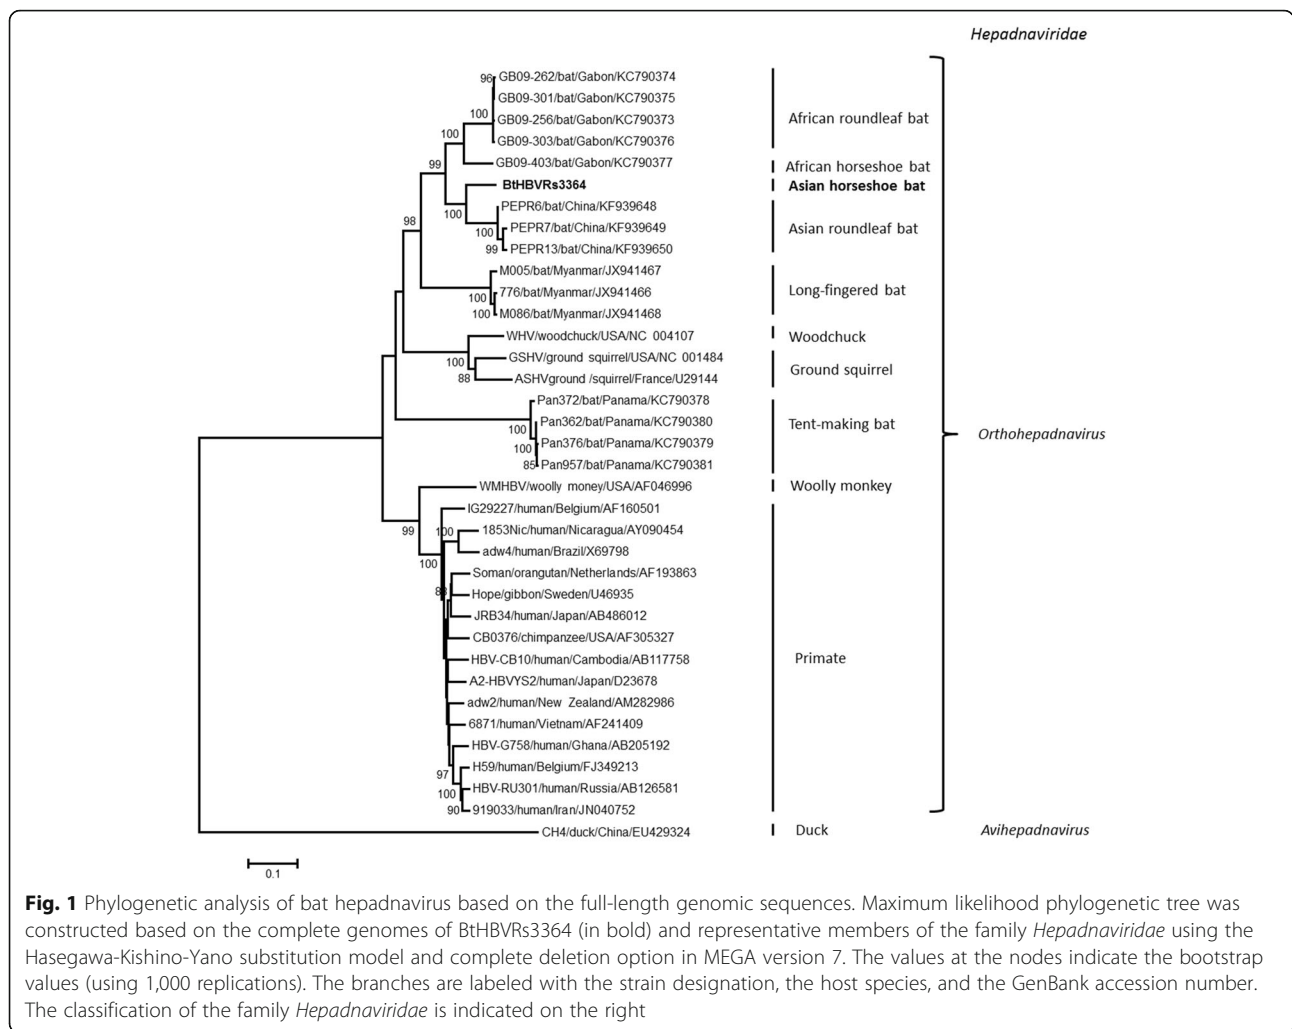 Hepadnaviridae
96
GB09-262/bat/Gabon/KC790374
GB09-301/bat/Gabon/KC790375
100
GB09-256/bat/Gabon/KC790373
African roundleaf bat
100
GB09-303/bat/Gabon/KC790376
99
GB09-403/bat/Gabon/KC790377
African horseshoe bat
BtHBVRs3364
Asian horseshoe bat
PEPR6/bat/China/KF939648
100
98
PEPR7/bat/China/KF939649
Asian roundleaf bat
100
99
PEPR13/bat/China/KF939650
M005/bat/Myanmar/JX941467
776/bat/Myanmar/JX941466
Long-fingered bat
100
100
M086/bat/Myanmar/JX941468
WHV/woodchuck/USA/NC 004107
Woodchuck
GSHV/ground squirrel/USA/NC 001484
100
Ground squirrel
88
ASHVground /squirrel/France/U29144
Pan372/bat/Panama/KC790378
Pan362/bat/Panama/KC790380
Tent-making bat
100
Pan376/bat/Panama/KC790379
Orthohepadnavirus
100
85
Pan957/bat/Panama/KC790381
WMHBV/woolly money/USA/AF046996
Woolly monkey
IG29227/human/Belgium/AF160501
99
100
1853Nic/human/Nicaragua/AY090454
adw4/human/Brazil/X69798
100
Soman/orangutan/Netherlands/AF193863
Hope/gibbon/Sweden/U46935
JRB34/human/Japan/AB486012
CB0376/chimpanzee/USA/AF305327
HBV-CB10/human/Cambodia/AB117758
Primate
A2-HBVYS2/human/Japan/D23678
adw2/human/New Zealand/AM282986
6871/human/Vietnam/AF241409
HBV-G758/human/Ghana/AB205192
H59/human/Belgium/FJ349213
97
HBV-RU301/human/Russia/AB126581
100
90
919033/human/Iran/JN040752
CH4/duck/China/EU429324
Duck
Avihepadnavirus
0.1
Fig. 1 Phylogenetic analysis of bat hepadnavirus based on the full-length genomic sequences. Maximum likelihood phylogenetic tree was
constructed based on the complete genomes of BtHBVRs3364 (in bold) and representative members of the family Hepadnaviridae using the
Hasegawa-Kishino-Yano substitution model and complete deletion option in MEGA version 7. The values at the nodes indicate the bootstrap
values (using 1,000 replications). The branches are labeled with the strain designation, the host species, and the GenBank accession number.
The classification of the family Hepadnaviridae is indicated on the right